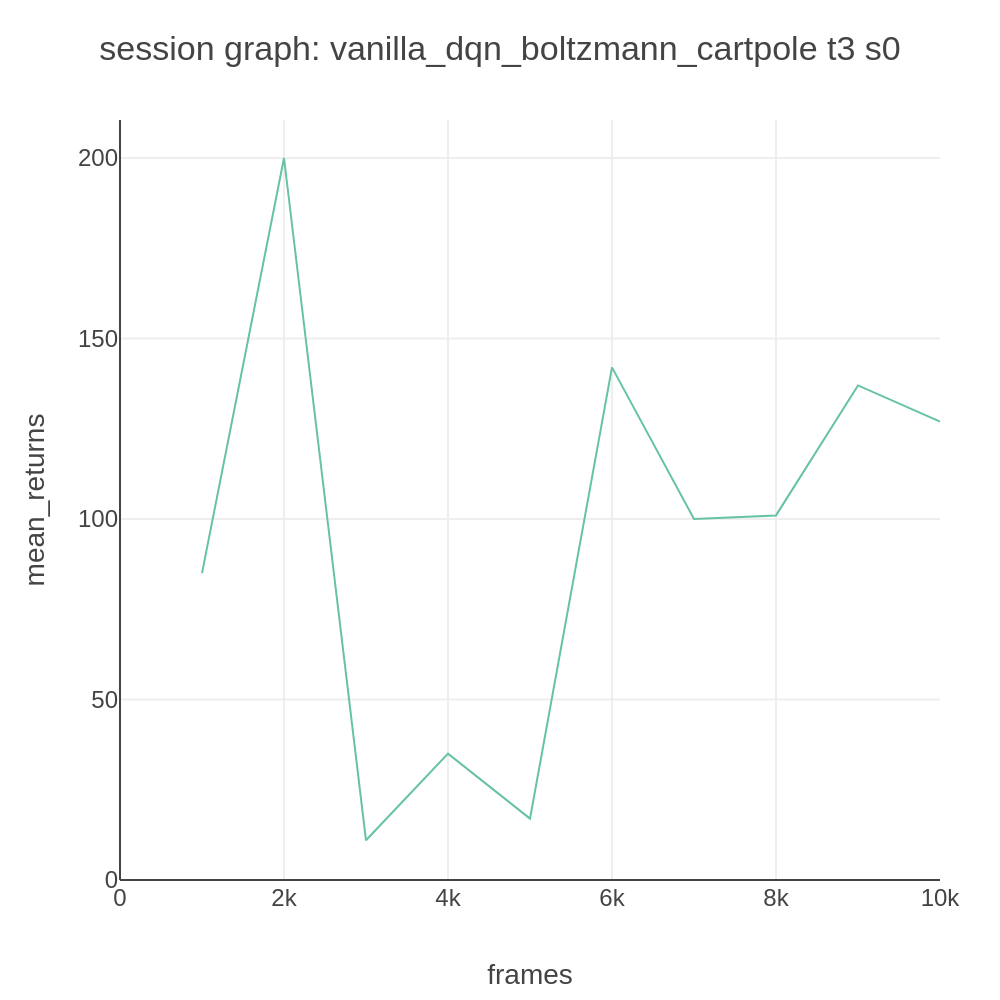 session graph: vanilla_dqn_boltzmann_cartpole t3 s0
200
150
100
50
0
mean_returns
0 2k 4k 6k 8k 10k
frames